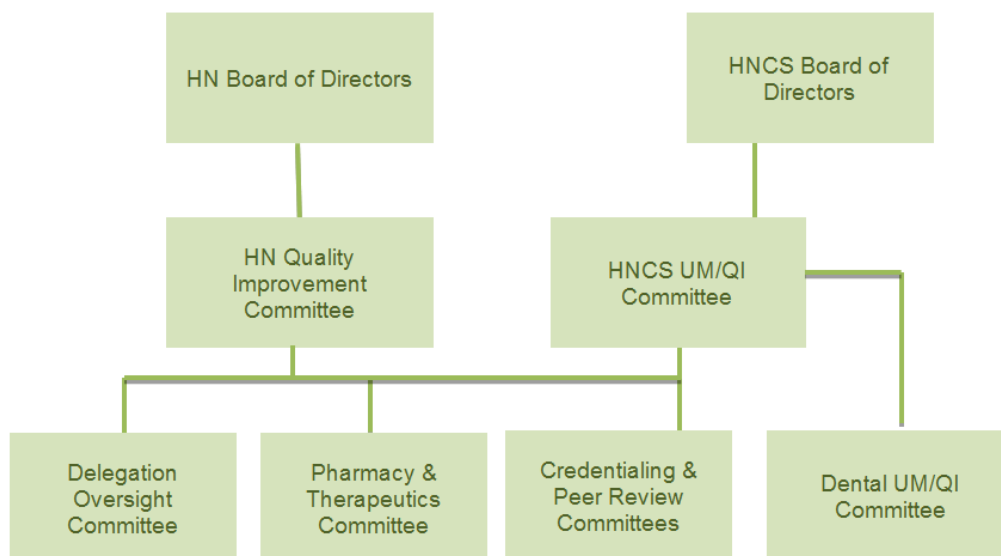 HN Board of Directors
HNCS Board of
Directors
HN Quality
Improvement
Committee
HNCS UM/QI
Committee
Delegation
Oversight
Committee
Pharmacy &
Therapeutics
Committee
Credentialing &
Peer Review
Committees
Dental UM/QI
Committee